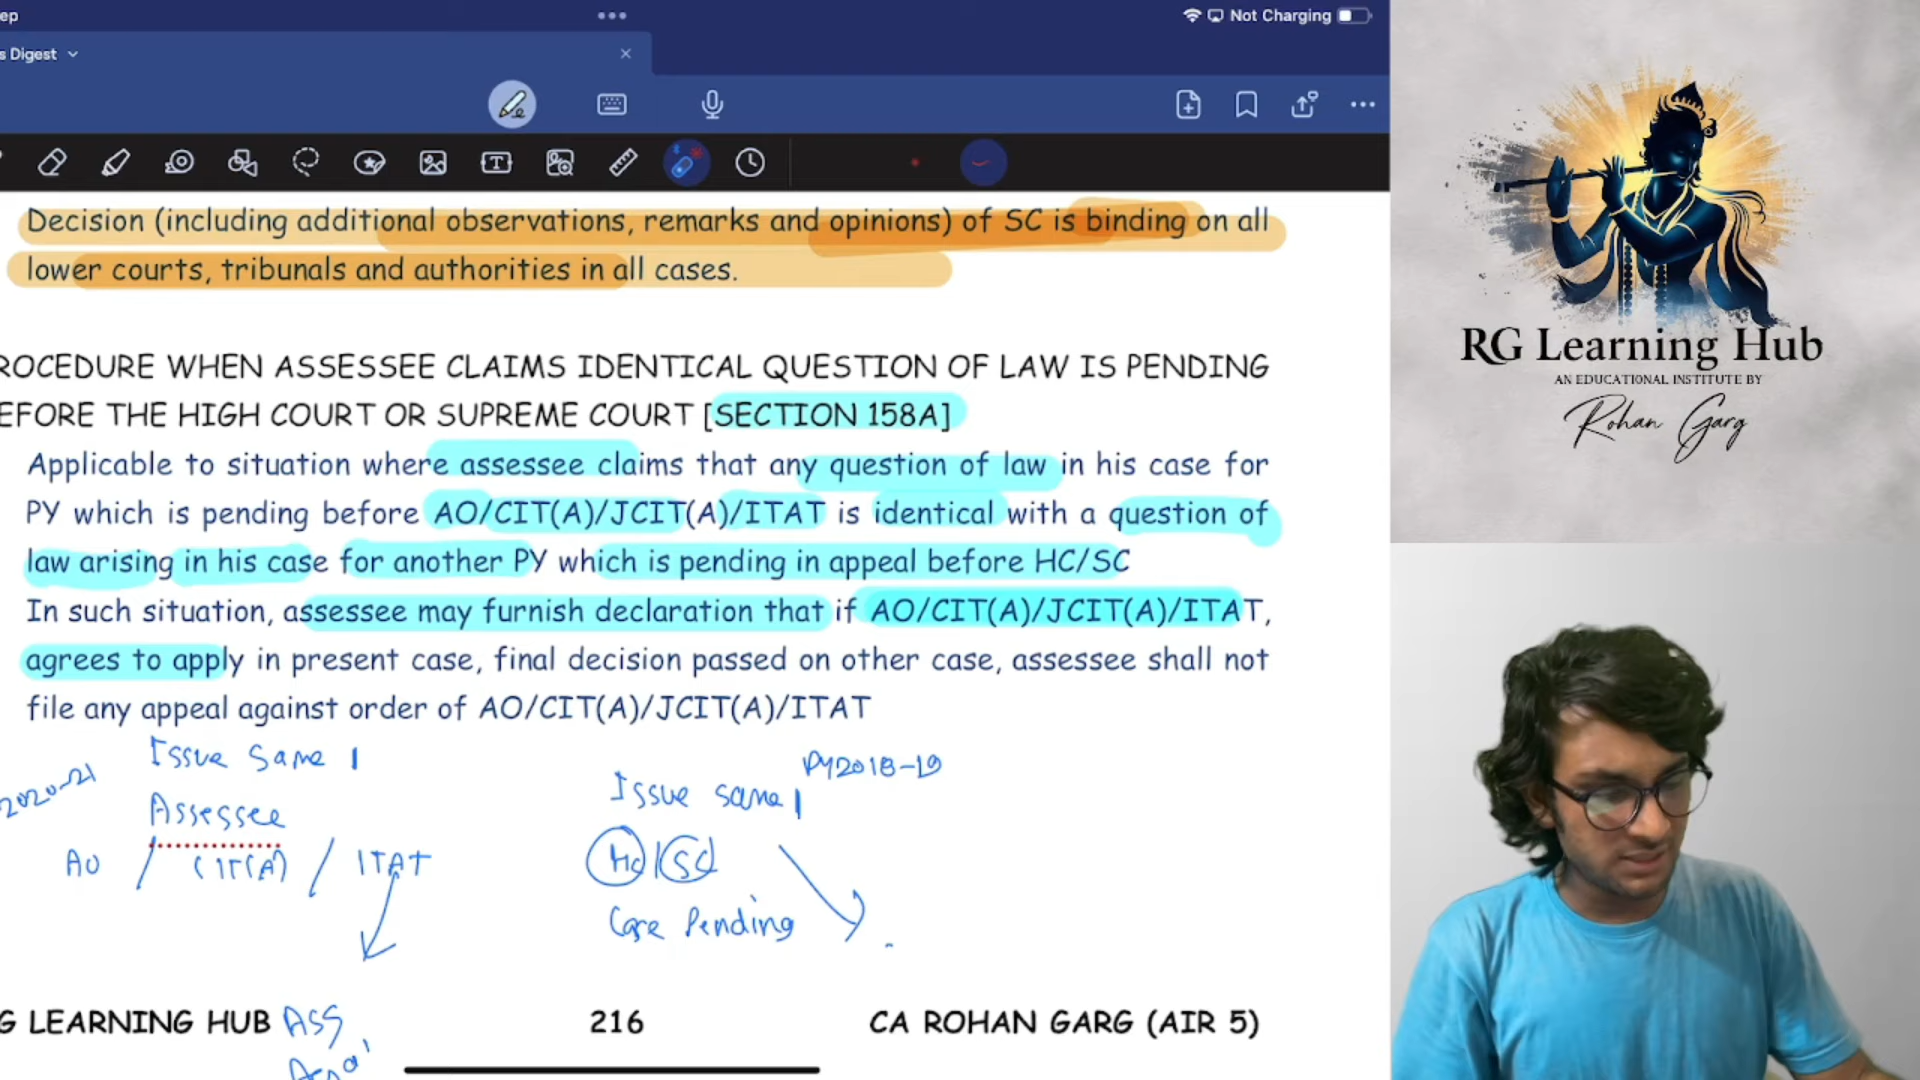 ep
Not Charging
s Digest
Decision (including additional observations, remarks and opinions) of SC is binding on all
lower courts, tribunals and authorities in all cases.
ROCEDURE WHEN ASSESSEE CLAIMS IDENTICAL QUESTION OF LAW IS PENDING
EFORE THE HIGH COURT OR SUPREME COURT [SECTION 158A]
Applicable to situation where assessee claims that any question of law in his case for
PY which is pending before AO/CIT(A)/JCIT(A)/ITAT is identical with a question of
law arising in his case for another PY which is pending in appeal before HC/SC
In such situation, assessee may furnish declaration that if AO/CIT(A)/JCIT(A)/ITAT,
agrees to apply in present case, final decision passed on other case, assessee shall not
file any appeal against order of AO/CIT(A)/JCIT(A)/ITAT
Issue Same 1
2020-21
Assessee
AO / CIT(A) / ITAT
PY2018-19
Issue same 1
HC/SC
Case Pending
G LEARNING HUB
Ass
216
CA ROHAN GARG (AIR 5)
RG Learning Hub
AN EDUCATIONAL INSTITUTE BY
Rohan Garg